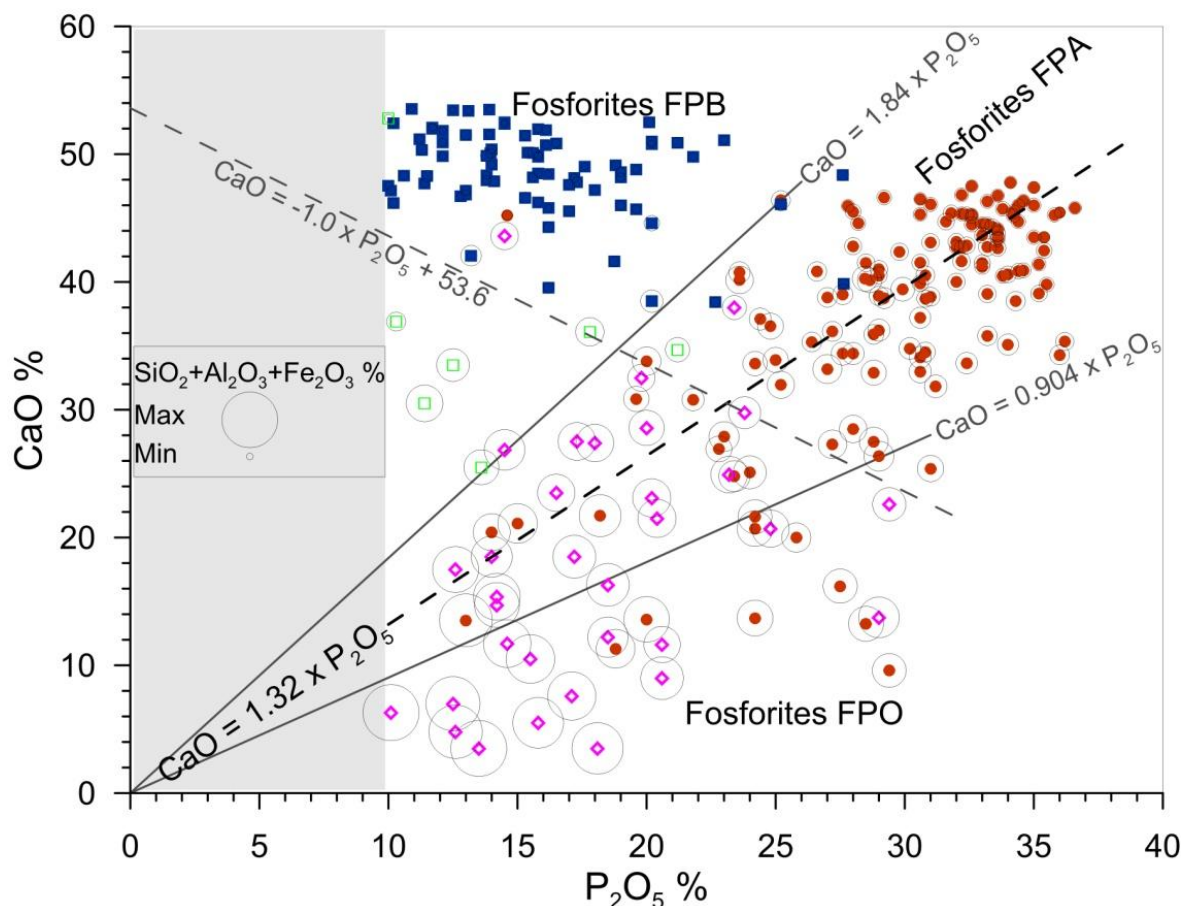 60
50
40
30
20
10
0
CaO %
Fosforites FPB
CaO = 1.84 x P₂O₅
Fosforites FPA
CaO = -1.0 x P₂O₅ + 53.6
SiO₂+Al₂O₃+Fe₂O₃ %
Max
Min
CaO = 0.904 x P₂O₅
CaO = 1.32 x P₂O₅
Fosforites FPO
0 5 10 15 20 25 30 35 40
P₂O₅ %